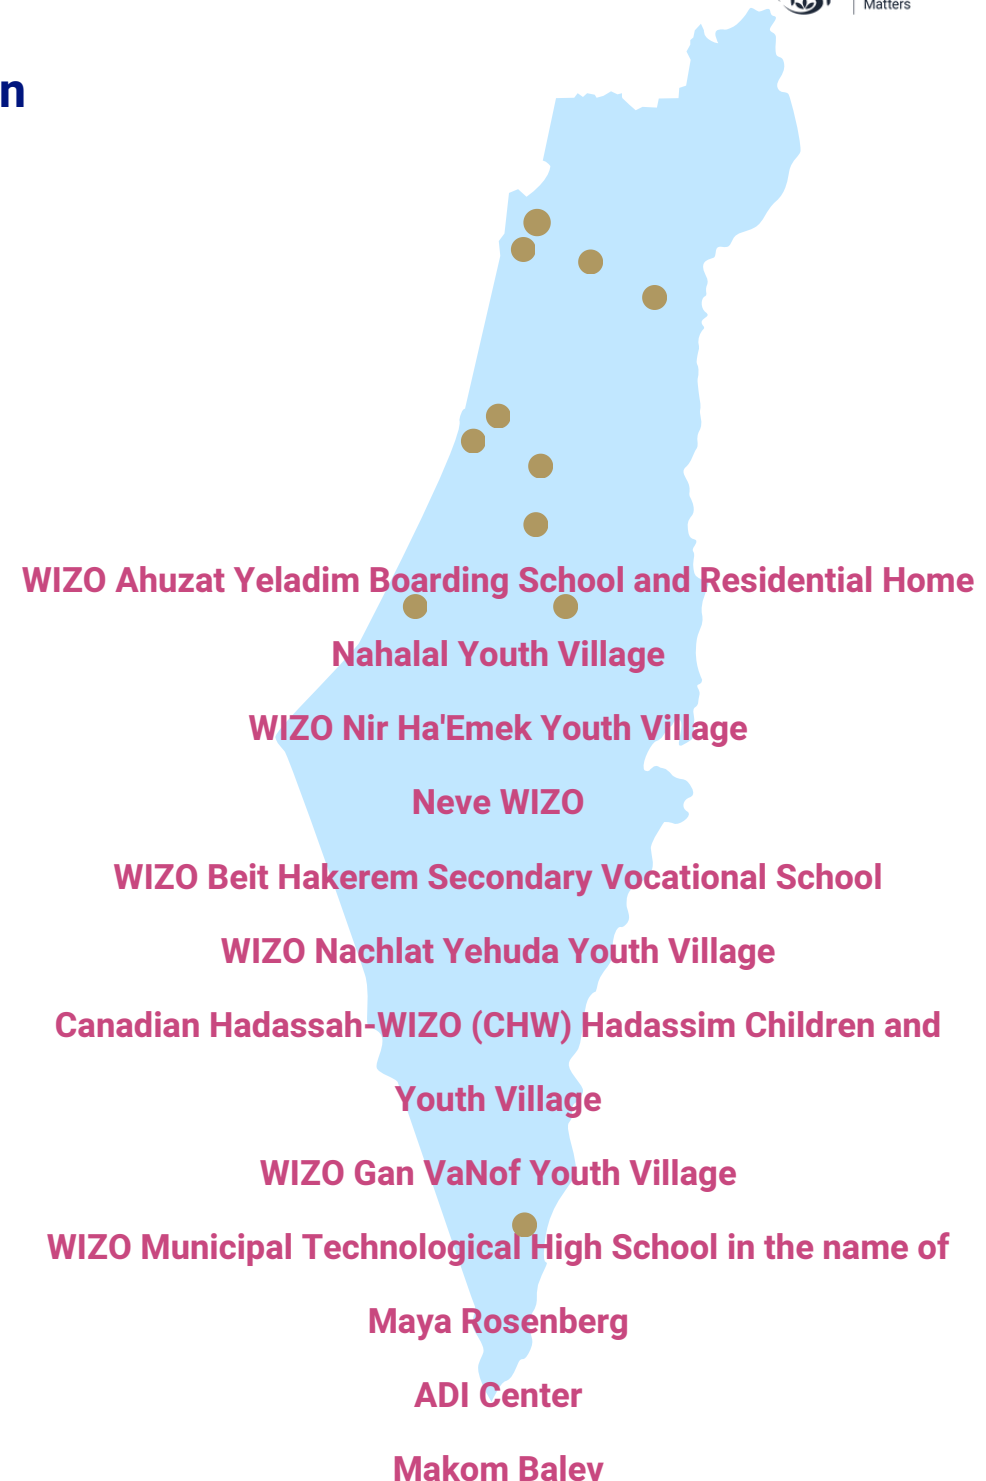 Matters
n
WIZO Ahuzat Yeladim Boarding School and Residential Home
Nahalal Youth Village
WIZO Nir Ha'Emek Youth Village
Neve WIZO
WIZO Beit Hakerem Secondary Vocational School
WIZO Nachlat Yehuda Youth Village
Canadian Hadassah-WIZO (CHW) Hadassim Children and
Youth Village
WIZO Gan VaNof Youth Village
WIZO Municipal Technological High School in the name of
Maya Rosenberg
ADI Center
Makom Balev